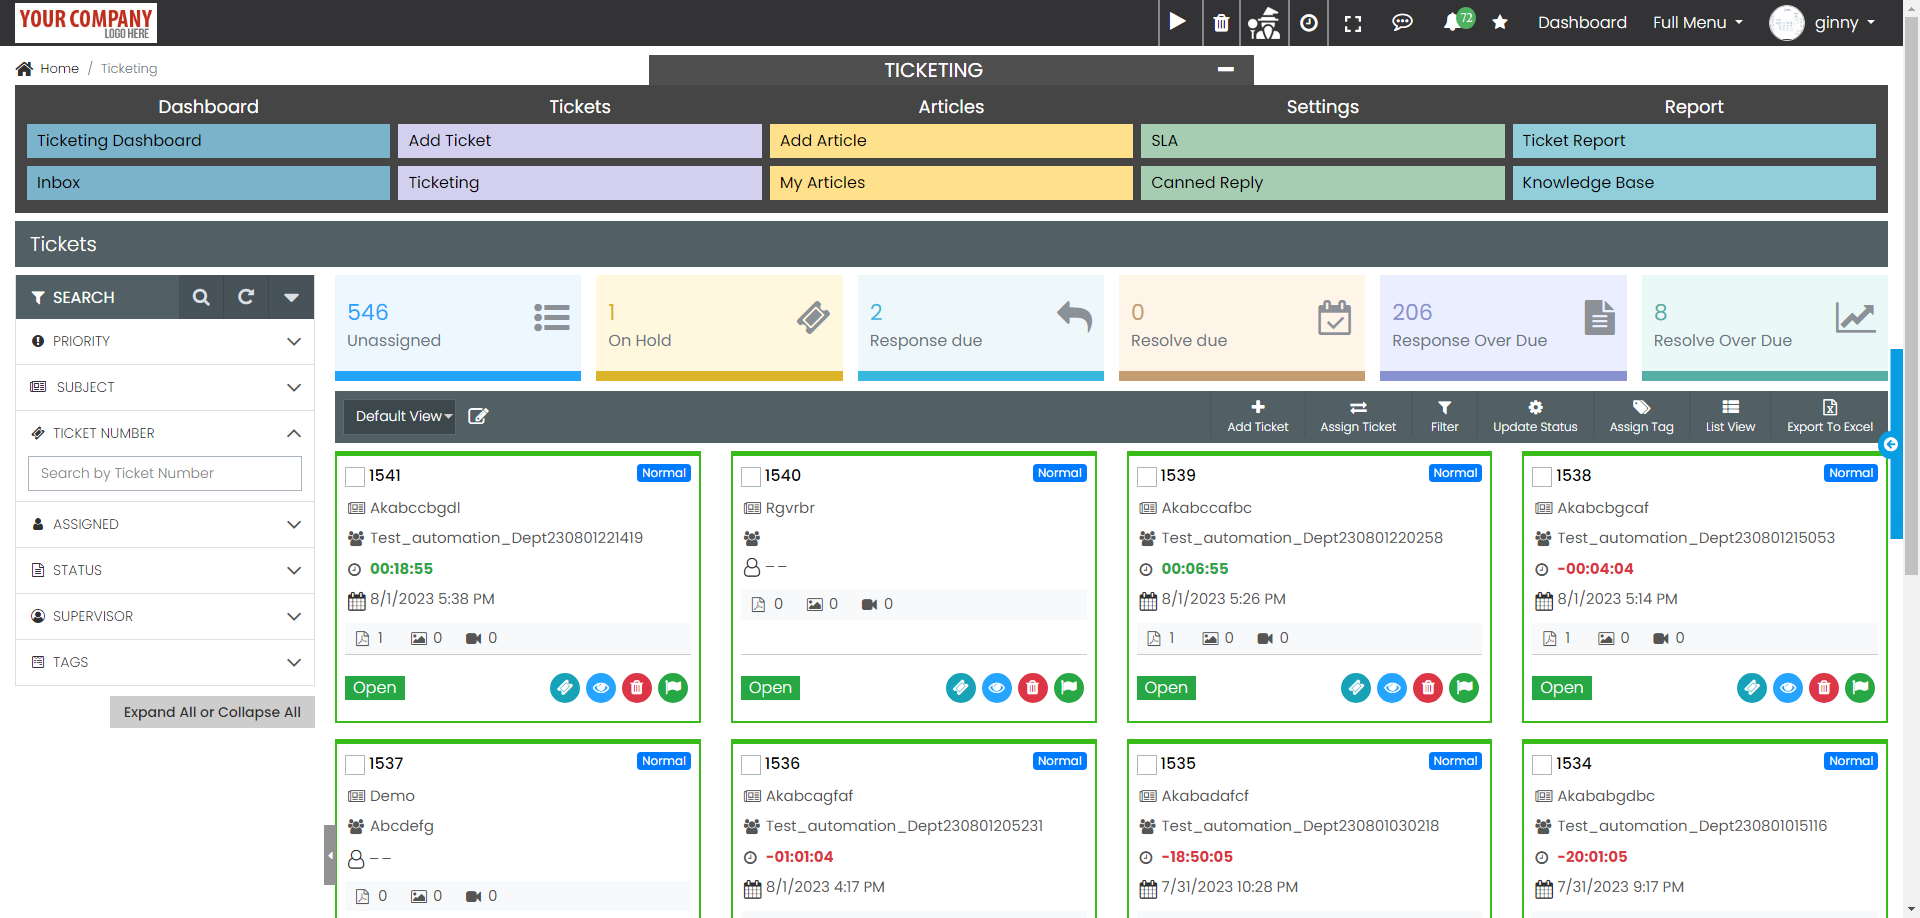 YOUR COMPANY
LOGO HERE
72
Dashboard
Full Menu
ginny
Home / Ticketing
TICKETING
Dashboard
Tickets
Articles
Settings
Report
Ticketing Dashboard
Add Ticket
Add Article
SLA
Ticket Report
Inbox
Ticketing
My Articles
Canned Reply
Knowledge Base
Tickets
SEARCH
PRIORITY
SUBJECT
TICKET NUMBER
Search by Ticket Number
ASSIGNED
STATUS
SUPERVISOR
TAGS
Expand All or Collapse All
546
Unassigned
1
On Hold
2
Response due
0
Resolve due
206
Response Over Due
8
Resolve Over Due
Default View
Add Ticket
Assign Ticket
Filter
Update Status
Assign Tag
List View
Export To Excel
1541
Normal
Akabccbgdl
Test_automation_Dept230801221419
00:18:55
8/1/2023 5:38 PM
1 0 0
Open
1540
Normal
Rgvrbr
--
0 0 0
Open
1539
Normal
Akabccafbc
Test_automation_Dept230801220258
00:06:55
8/1/2023 5:26 PM
1 0 0
Open
1538
Normal
Akabcbgcaf
Test_automation_Dept230801215053
-00:04:04
8/1/2023 5:14 PM
1 0 0
Open
1537
Normal
Demo
Abcdefg
--
0 0 0
1536
Normal
Akabcagfaf
Test_automation_Dept230801205231
-01:01:04
8/1/2023 4:17 PM
1535
Normal
Akabadafcf
Test_automation_Dept230801030218
-18:50:05
7/31/2023 10:28 PM
1534
Normal
Akababgdbc
Test_automation_Dept230801015116
-20:01:05
7/31/2023 9:17 PM